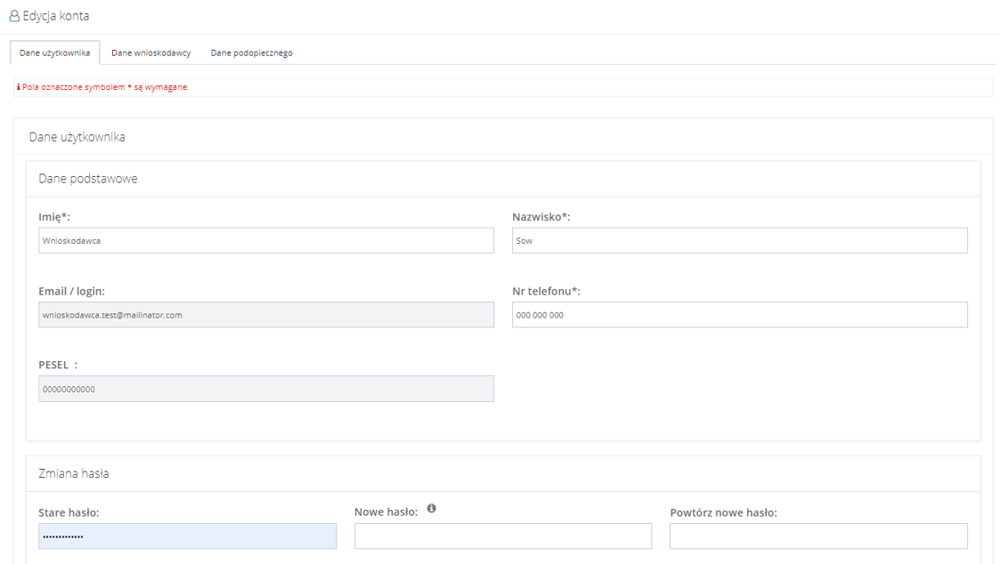 Edycja konta
Dane użytkownika Dane wnioskodawcy Dane podopiecznego
Pola oznaczone symbolem * są wymagane.
Dane użytkownika
Dane podstawowe
Imię*: Nazwisko*:
Wnioskodawca Sow
Email / login: Nr telefonu*:
wnioskodawca.test@mailinator.com 000 000 000
PESEL :
00000000000
Zmiana hasła
Stare hasło: Nowe hasło: Powtórz nowe hasło:
•••••••••••••